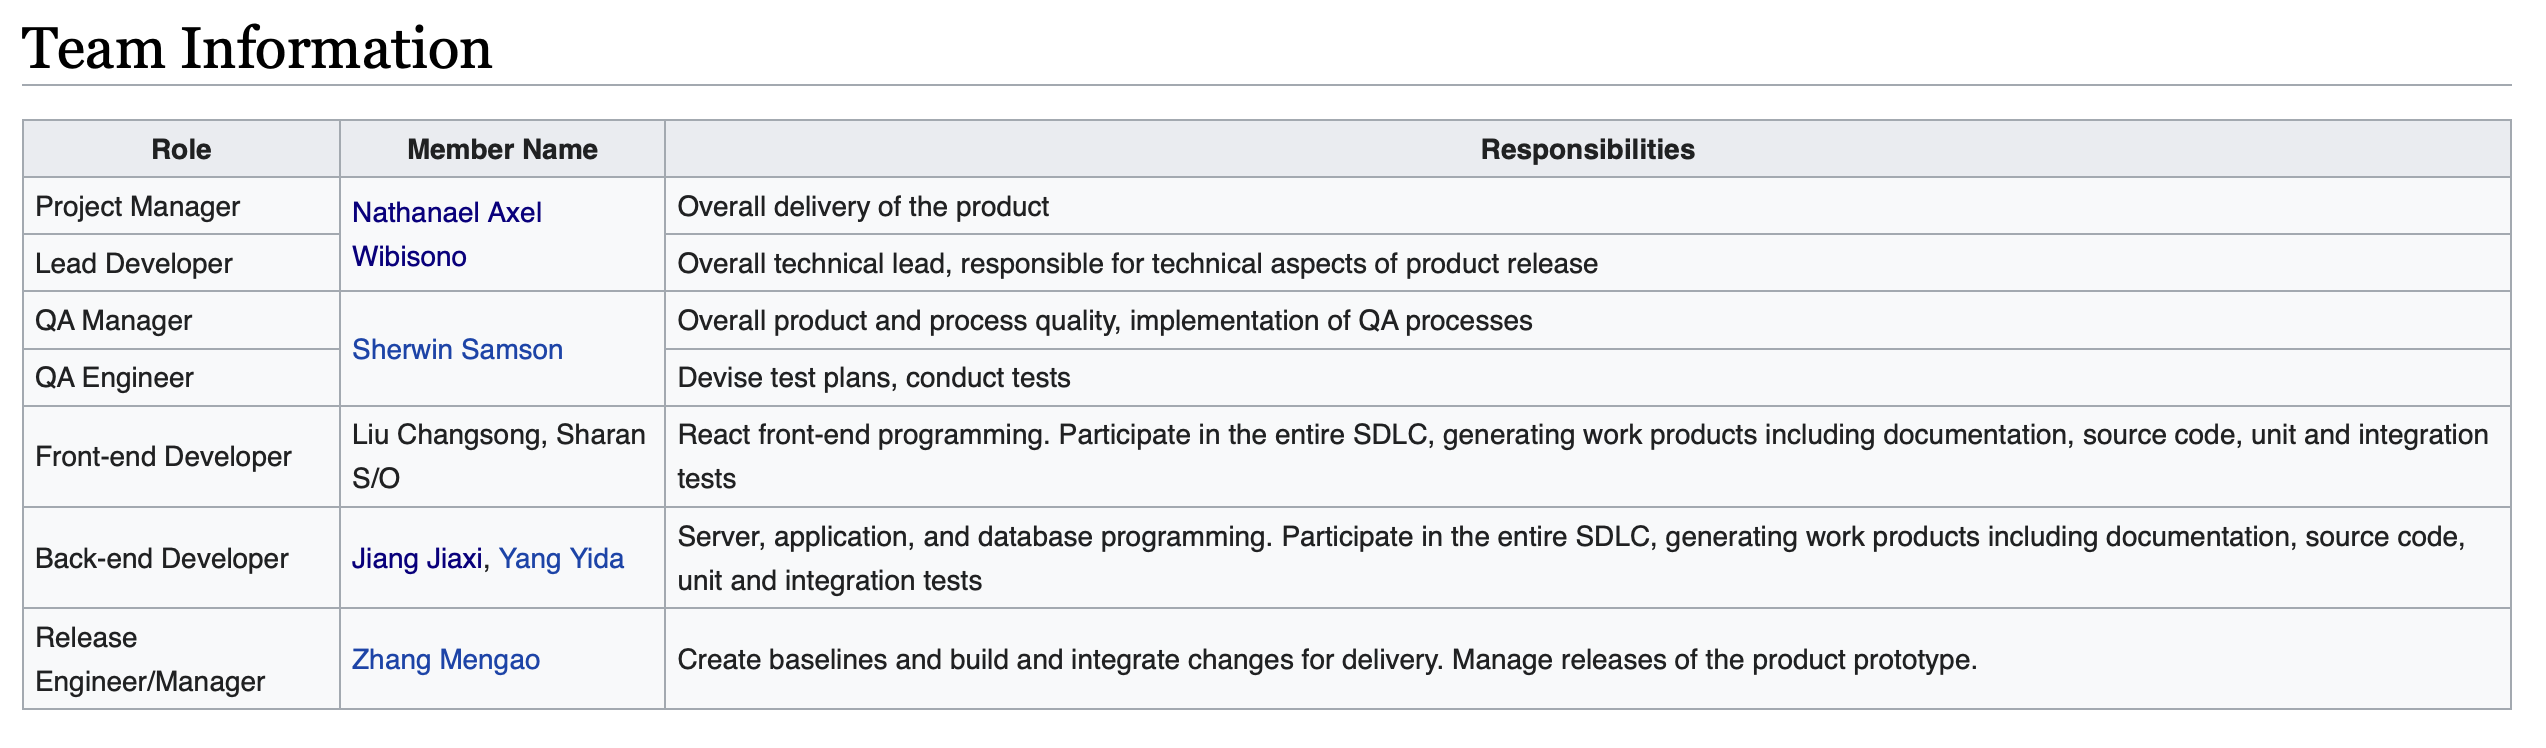 Team Information
Role Member Name Responsibilities
Project Manager
Nathanael Axel
Wibisono
Overall delivery of the product
Lead Developer
Overall technical lead, responsible for technical aspects of product release
QA Manager
Sherwin Samson
Overall product and process quality, implementation of QA processes
QA Engineer
Devise test plans, conduct tests
Front-end Developer
Liu Changsong, Sharan
S/O
React front-end programming. Participate in the entire SDLC, generating work products including documentation, source code, unit and integration
tests
Back-end Developer
Jiang Jiaxi, Yang Yida
Server, application, and database programming. Participate in the entire SDLC, generating work products including documentation, source code,
unit and integration tests
Release
Engineer/Manager
Zhang Mengao
Create baselines and build and integrate changes for delivery. Manage releases of the product prototype.